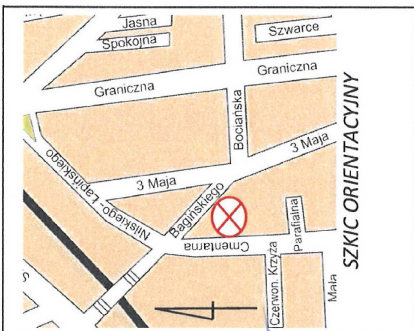 Jasna
Spokojna
Szwarce
Graniczna
Graniczna
Bociańska
3 Maja
3 Maja
Niskiego - Łapińskiego
Bagińskiego
Cmentarna
Parafialna
Czerwon. Krzyża
Mała
S
SZKIC ORIENTACYJNY